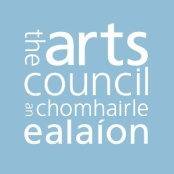 the arts
council
an chomhairle
ealaíon